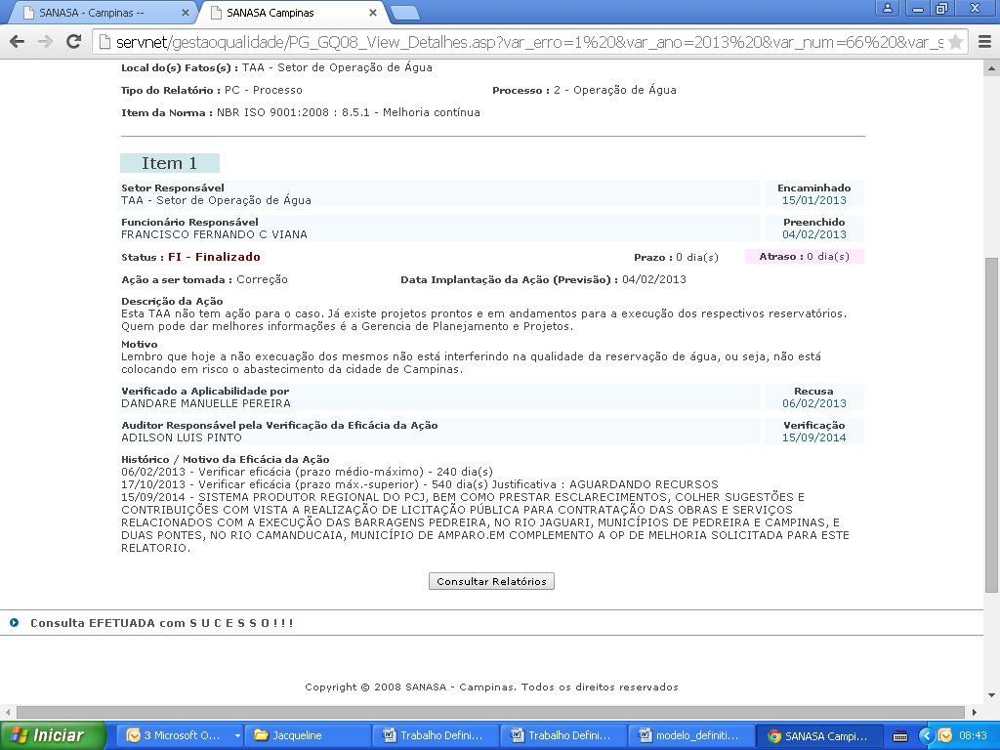 SANASA - Campinas --
SANASA Campinas
servnet/gestaoqualidade/PG_GQ08_View_Detalhes.asp?var_erro=1%20&var_ano=2013%20&var_num=66%20&var_s
Local do(s) Fatos(s) : TAA - Setor de Operação de Água
Tipo do Relatório : PC - Processo Processo : 2 - Operação de Água
Item da Norma : NBR ISO 9001:2008 : 8.5.1 - Melhoria contínua
Item 1
Setor Responsável Encaminhado
TAA - Setor de Operação de Água 15/01/2013
Funcionário Responsável Preenchido
FRANCISCO FERNANDO C VIANA 04/02/2013
Status : FI - Finalizado Prazo : 0 dia(s) Atraso : 0 dia(s)
Ação a ser tomada : Correção Data Implantação da Ação (Previsão) : 04/02/2013
Descrição da Ação
Esta TAA não tem ação para o caso. Já existe projetos prontos e em andamentos para a execução dos respectivos reservatórios.
Quem pode dar melhores informações é a Gerencia de Planejamento e Projetos.
Motivo
Lembro que hoje a não execuação dos mesmos não está interferindo na qualidade da reservação de água, ou seja, não está
colocando em risco o abastecimento da cidade de Campinas.
Verificado a Aplicabilidade por Recusa
DANDARE MANUELLE PEREIRA 06/02/2013
Auditor Responsável pela Verificação da Eficácia da Ação Verificação
ADILSON LUIS PINTO 15/09/2014
Histórico / Motivo da Eficácia da Ação
06/02/2013 - Verificar eficácia (prazo médio-máximo) - 240 dia(s)
17/10/2013 - Verificar eficácia (prazo máx.-superior) - 540 dia(s) Justificativa : AGUARDANDO RECURSOS
15/09/2014 - SISTEMA PRODUTOR REGIONAL DO PCJ, BEM COMO PRESTAR ESCLARECIMENTOS, COLHER SUGESTÕES E
CONTRIBUIÇÕES COM VISTA A REALIZAÇÃO DE LICITAÇÃO PÚBLICA PARA CONTRATAÇÃO DAS OBRAS E SERVIÇOS
RELACIONADOS COM A EXECUÇÃO DAS BARRAGENS PEDREIRA, NO RIO JAGUARI, MUNICÍPIOS DE PEDREIRA E CAMPINAS, E
DUAS PONTES, NO RIO CAMANDUCAIA, MUNICÍPIO DE AMPARO.EM COMPLEMENTO A OP DE MELHORIA SOLICITADA PARA ESTE
RELATORIO.
Consultar Relatórios
Consulta EFETUADA com S U C E S S O ! ! !
Copyright © 2008 SANASA - Campinas. Todos os direitos reservados
Iniciar 3 Microsoft O... Jacqueline Trabalho Defini... Trabalho Defini... modelo_definiti... SANASA Campi... 08:43